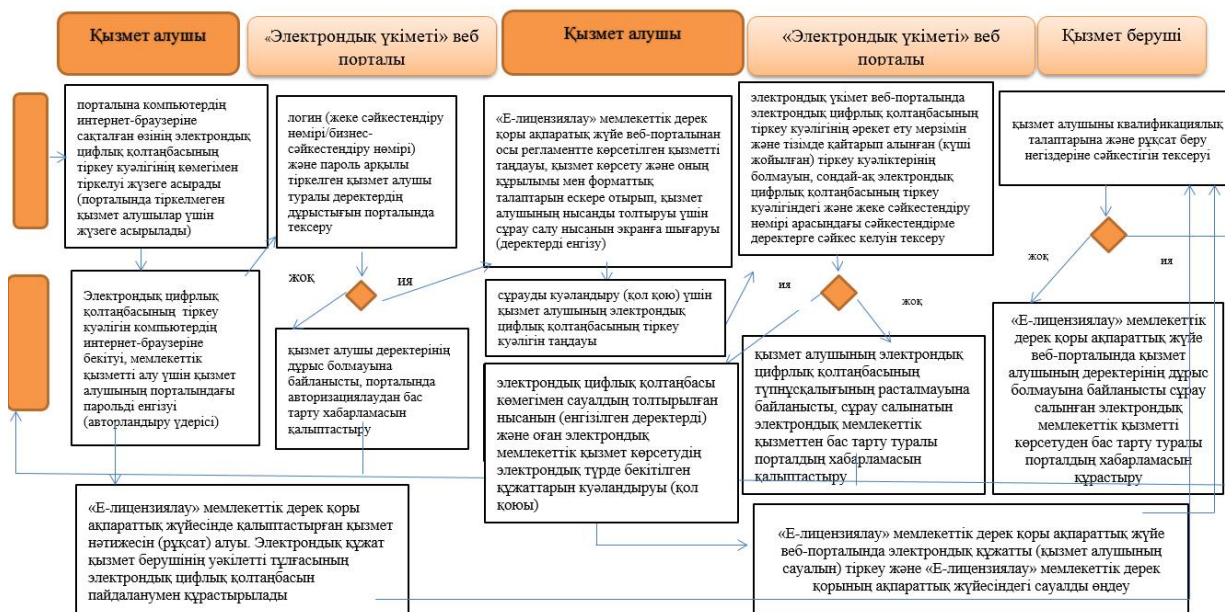 Қызмет алушы
«Электрондық үкіметі» веб
порталы
Қызмет алушы
«Электрондық үкіметі» веб
порталы
Қызмет беруші
порталына компьютердің
интернет-браузеріне
сақталған өзінің электрондық
цифлық қолтаңбасының
тіркеу куәлігінің көмегімен
тіркелуі жүзеге асырады
(порталында тіркелмеген
қызмет алушылар үшін
жүзеге асырылады)
логин (жеке сәйкестендіру
нөмірі/бизнес-
сәйкестендіру нөмірі)
және пароль арқылы
тіркелген қызмет алушы
туралы деректердің
дұрыстығын порталында
тексеру
«Е-лицензиялау» мемлекеттік дерек
қоры ақпаратық жүйе веб-порталынан
осы регламентте көрсетілген қызметті
таңдауы, қызмет көрсету және оның
құрылымы мен форматтық
талаптарын ескере отырып, қызмет
алушының нысанды толтыруы үшін
сұрау салу нысанын экранға шығаруы
(деректерді енгізу)
электрондық үкімет веб-порталында
электрондық цифрлық қолтаңбасының
тіркеу куәлігінің әрекет ету мерзімін
және тізімде қайтарып алынған (күші
жойылған) тіркеу куәліктерінің
болмауын, сондай-ақ электрондық
цифрлық қолтаңбасының тіркеу
куәлігіндегі және жеке сәйкестендіру
нөмірі арасындағы сәйкестендірме
деректерге сәйкес келуін тексеру
қызмет алушыны квалификациялық
талаптарына және рұқсат беру
негіздеріне сәйкестігін тексеруі
жоқ
ия
ия
жоқ
жоқ
ия
Электрондық цифрлық
қолтаңбасының тіркеу
куәлігін компьютердің
интернет-браузеріне
бекітуі, мемлекеттік
қызметті алу үшін қызмет
алушының порталындағы
парольді енгізуі
(авторландыру үдерісі)
қызмет алушы деректерінің
дұрыс болмауына
байланысты, порталында
авторизациялаудан бас
тарту хабарламасын
қалыптастыру
сұрауды куәландыру (қол қою) үшін
қызмет алушының электрондық
цифрлық қолтаңбасының тіркеу
куәлігін таңдауы
электрондық цифрлық қолтаңбасы
көмегімен сауалдың толтырылған
нысанын (енгізілген деректерді)
және оған электрондық
мемлекеттік қызмет көрсетудің
электрондық түрде бекітілген
құжаттарын куәландыруы (қол
қоюы)
қызмет алушының электрондық
цифрлық қолтаңбасының
түпнұсқалығының расталмауына
байланысты, сұрау салынатын
электрондық мемлекеттік
қызметтен бас тарту туралы
порталдың хабарламасын
қалыптастыру
«Е-лицензиялау» мемлекеттік
дерек қоры ақпараттық жүйе
веб-порталында қызмет
алушының деректерінің дұрыс
болмауына байланысты сұрау
салынған электрондық
мемлекеттік қызметті
көрсетуден бас тарту туралы
порталдың хабарламасын
құрастыру
«Е-лицензиялау» мемлекеттік дерек қоры
ақпараттық жүйесінде қалыптастырған қызмет
нәтижесін (рұқсат) алуы. Электрондық құжат
қызмет берушінің уәкілетті тұлғасының
электрондық цифрлық қолтаңбасын
пайдаланумен құрастырылады
«Е-лицензиялау» мемлекеттік дерек қоры ақпараттық жүйе
веб-порталында электрондық құжатты (қызмет алушының
сауалын) тіркеу және «Е-лицензиялау» мемлекеттік дерек
қорының ақпараттық жүйесіндегі сауалды өңдеу